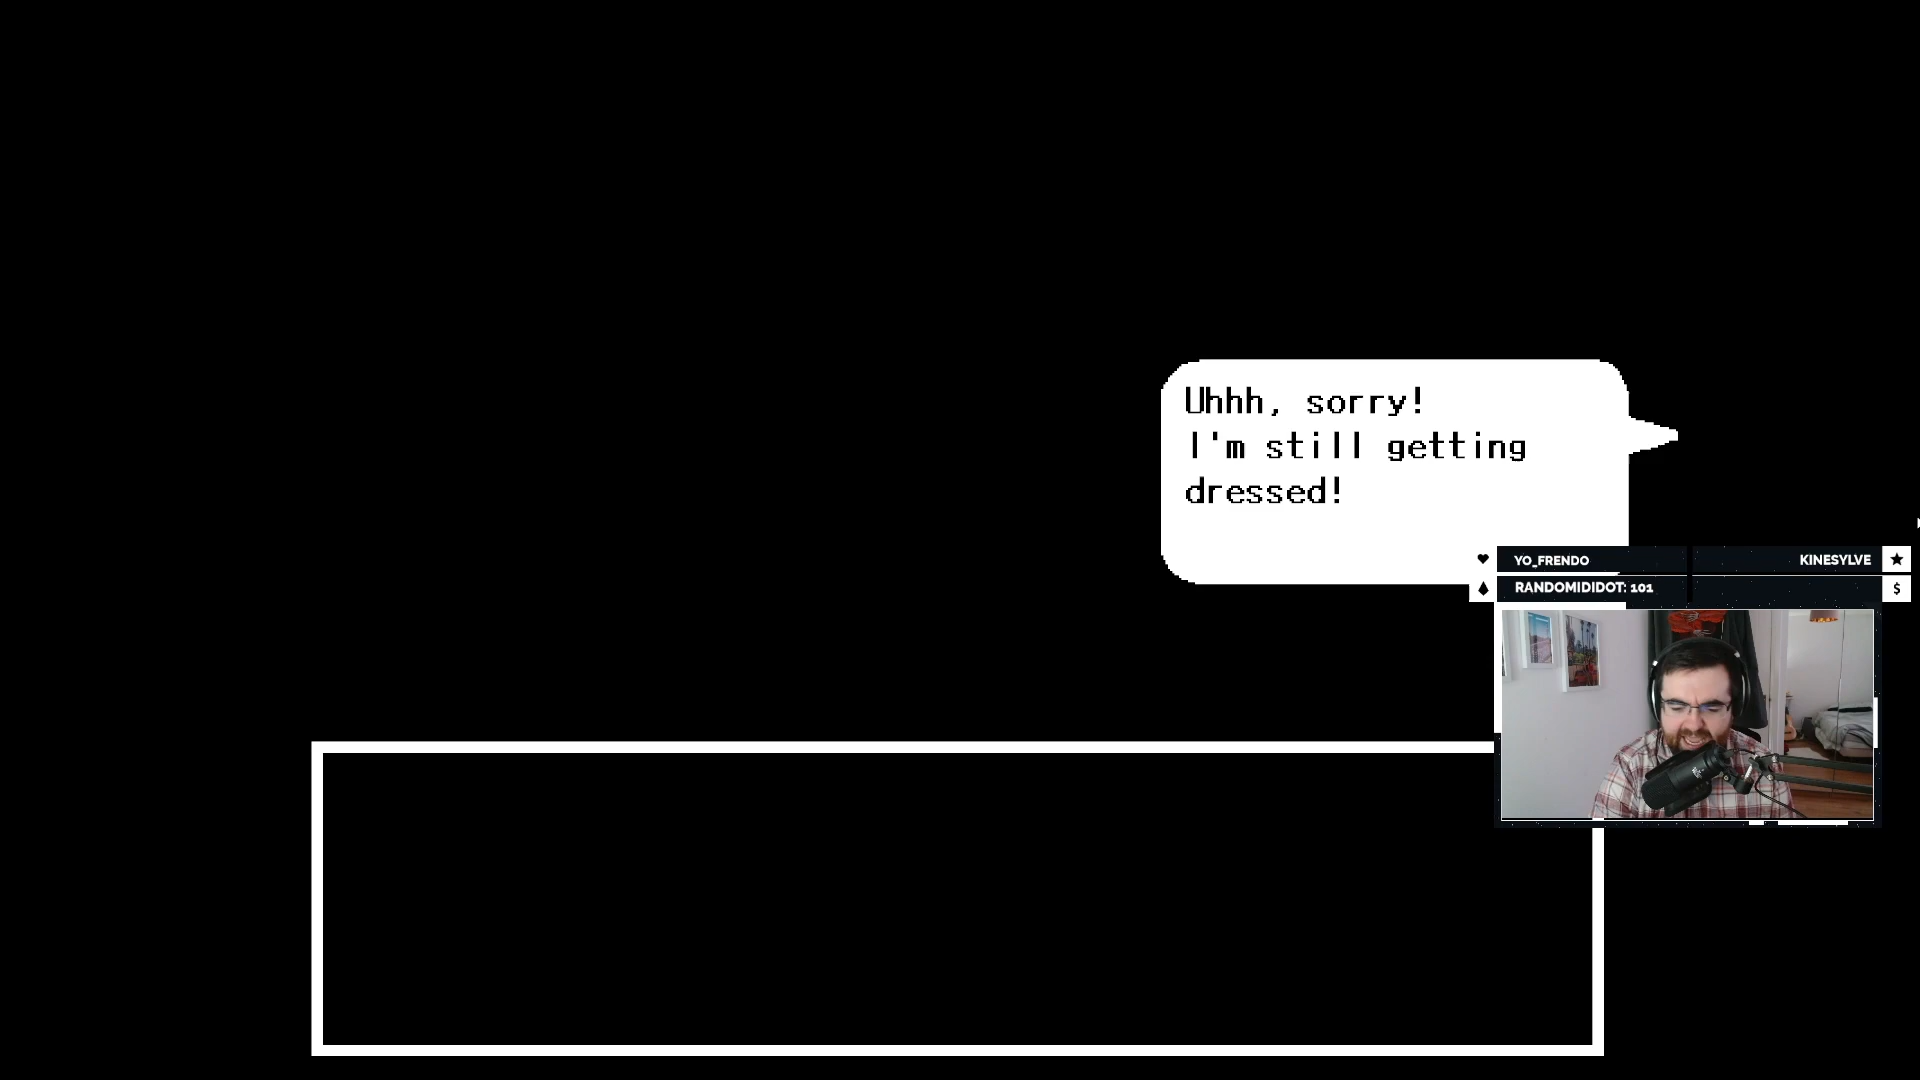 Uhhh, sorry!
I'm still getting
dressed!
YO_FRENDO
KINESYLVE
RANDOMIDIDOT: 101
$